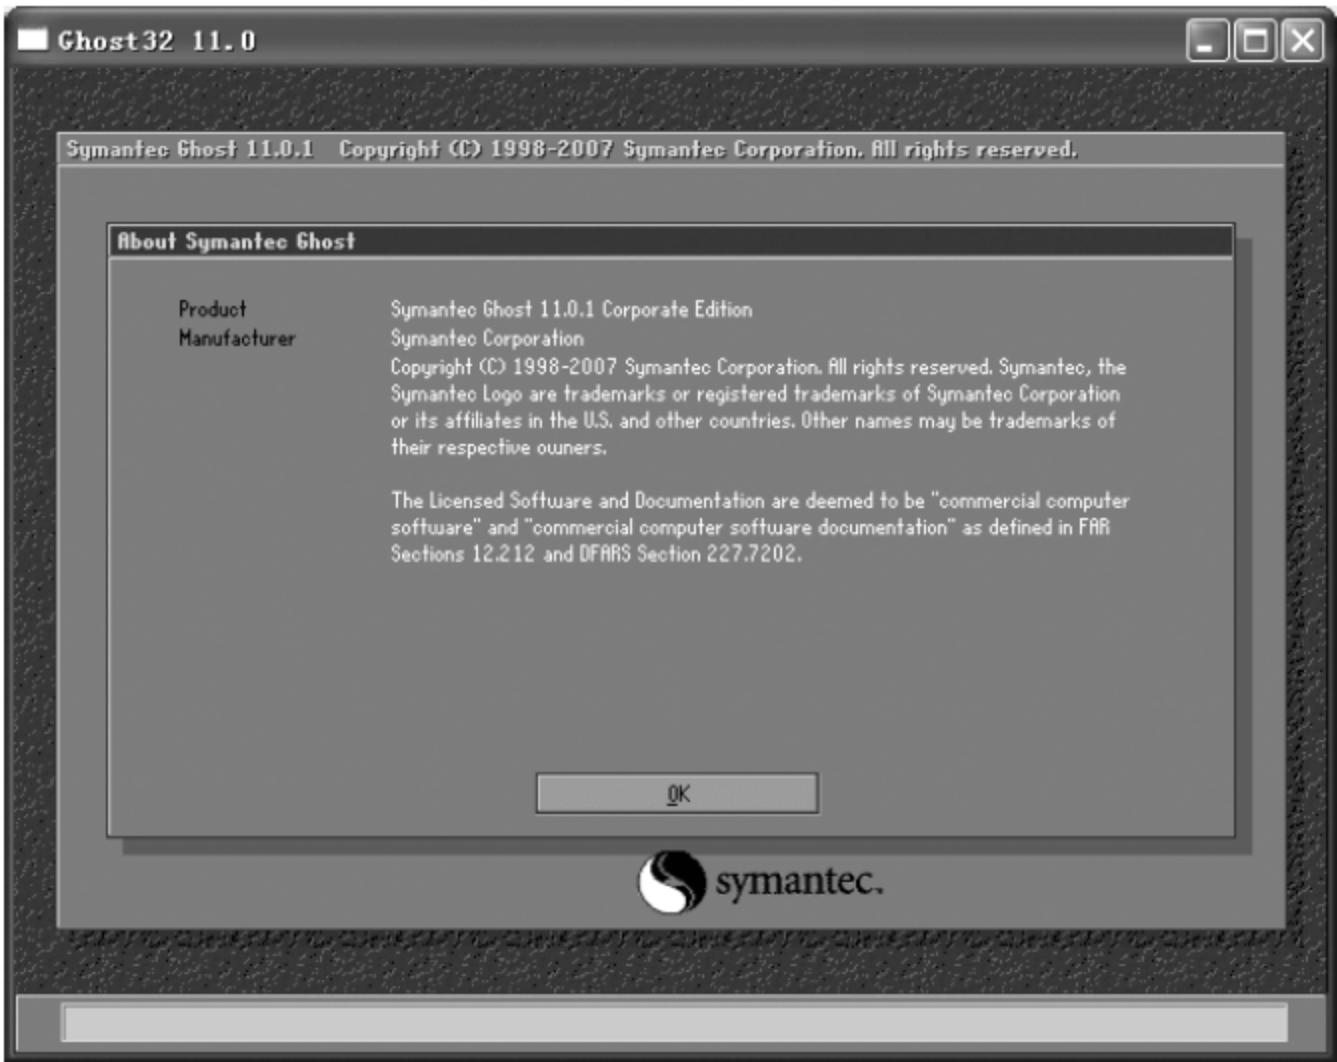 Ghost32 11.0
Symantec Ghost 11.0.1 Copyright (C) 1998-2007 Symantec Corporation. All rights reserved.
About Symantec Ghost
Product Symantec Ghost 11.0.1 Corporate Edition
Manufacturer Symantec Corporation
Copyright (C) 1998-2007 Symantec Corporation. All rights reserved. Symantec, the
Symantec Logo are trademarks or registered trademarks of Symantec Corporation
or its affiliates in the U.S. and other countries. Other names may be trademarks of
their respective owners.
The Licensed Software and Documentation are deemed to be "commercial computer
software" and "commercial computer software documentation" as defined in FAR
Sections 12.212 and DFARS Section 227.7202.
OK
symantec.